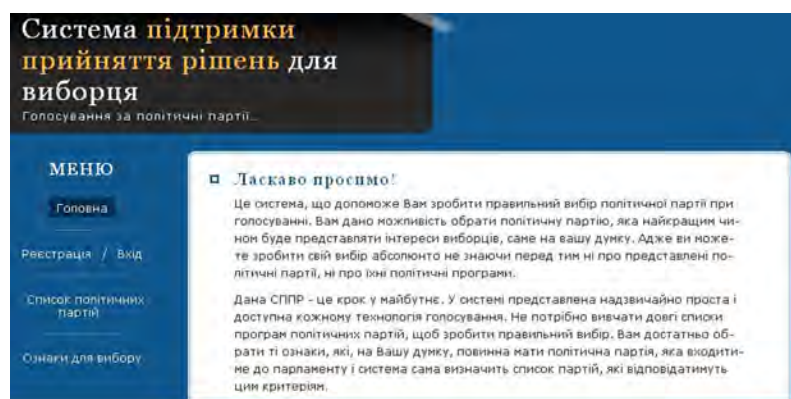 Система підтримки
прийняття рішень для
виборця
Голосування за політичні партії...
МЕНЮ
Головна
Реєстрація / Вхід
Список політичних
партій
Ознаки для вибору
Ласкаво просимо!
Це система, що допоможе Вам зробити правильний вибір політичної партії при
голосуванні. Вам дано можливість обрати політичну партію, яка найкращим чи-
ном буде представляти інтереси виборців, саме на вашу думку. Адже ви може-
те зробити свій вибір абсолютно не знаючи перед тим ні про представлені по-
літичні партії, ні про їхні політичні програми.
Дана СППР - це крок у майбутнє. У системі представлена надзвичайно проста і
доступна кожному технологія голосування. Не потрібно вивчати довгі списки
програм політичних партій, щоб зробити правильний вибір. Вам достатньо об-
рати ті ознаки, які, на Вашу думку, повинна мати політична партія, яка входити-
ме до парламенту і система сама визначить список партій, які відповідатимуть
цим критеріям.